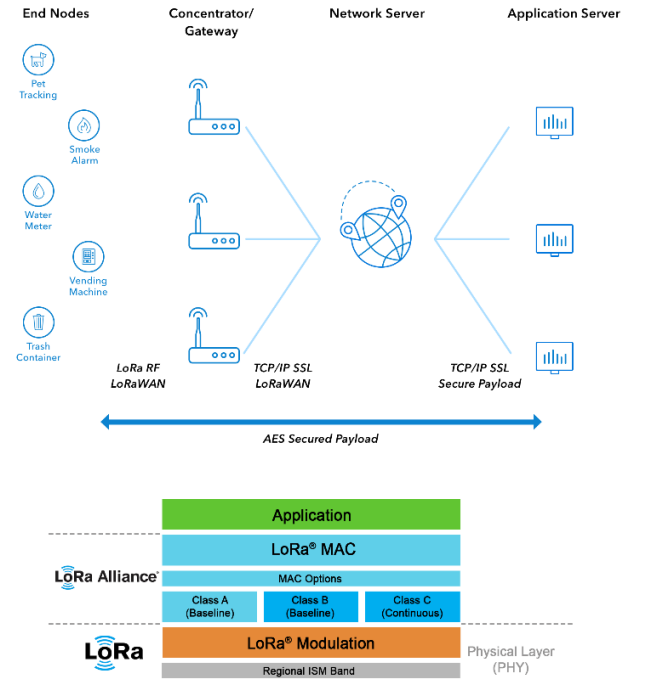 End Nodes
Concentrator/
Gateway
Network Server
Application Server
Pet
Tracking
Smoke
Alarm
Water
Meter
Vending
Machine
Trash
Container
LoRa RF
LoRaWAN
TCP/IP SSL
LoRaWAN
TCP/IP SSL
Secure Payload
AES Secured Payload
Application
LoRa® MAC
LoRa Alliance®
MAC Options
Class A
(Baseline)
Class B
(Baseline)
Class C
(Continuous)
LoRa
LoRa® Modulation
Physical Layer
(PHY)
Regional ISM Band